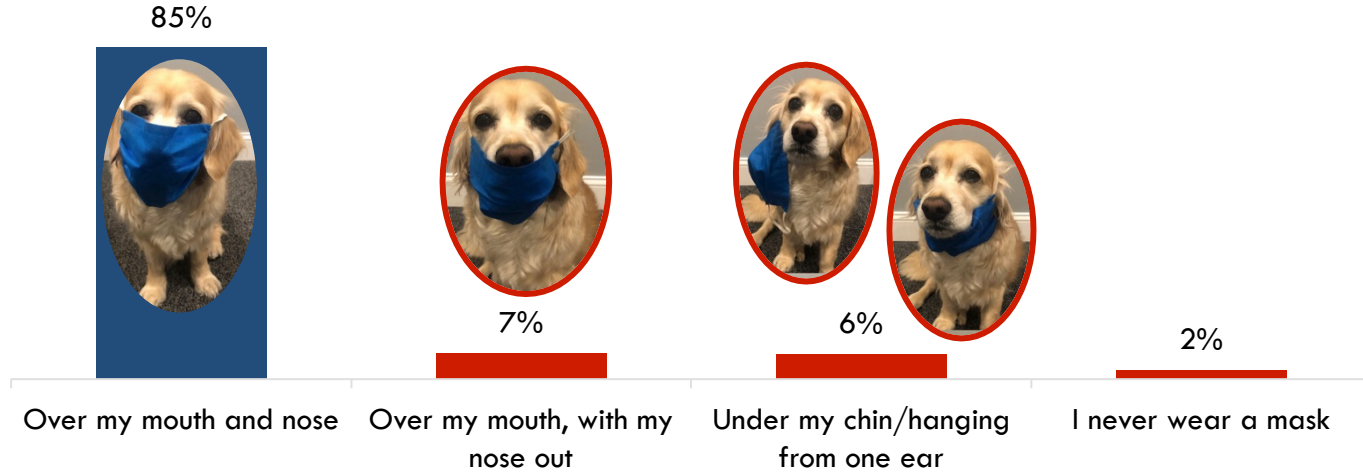 85%
7%
6%
2%
Over my mouth and nose
Over my mouth, with my
nose out
Under my chin/hanging
from one ear
I never wear a mask